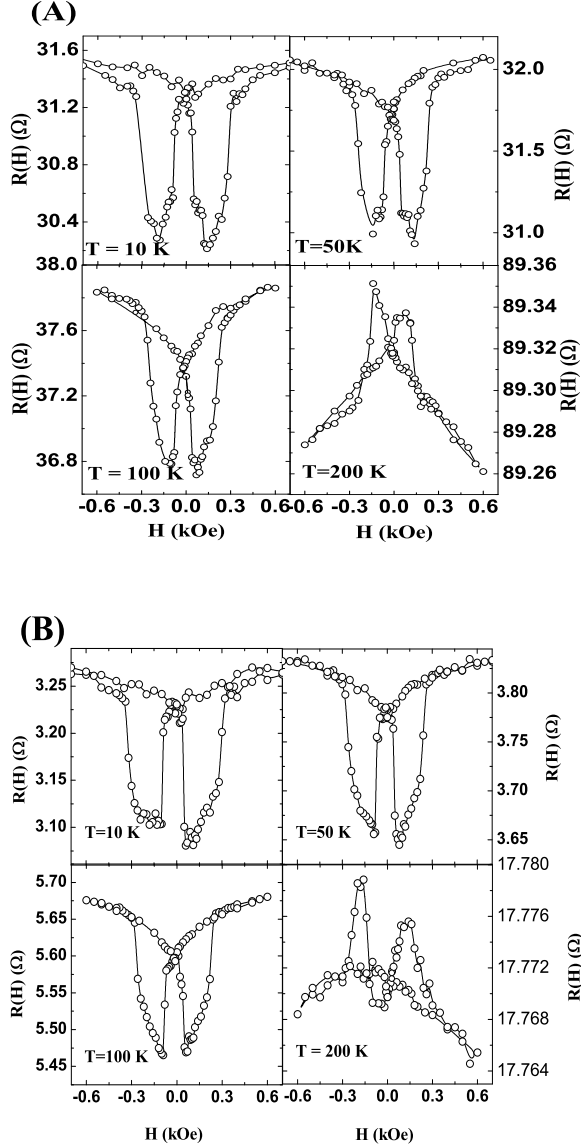 (A)
31.6
31.2
30.8
30.4
38.0
R(H) (Ω)
T = 10 K
32.0
31.5
31.0
89.36
R(H) (Ω)
T=50K
37.6
37.2
36.8
R(H) (Ω)
T = 100 K
89.34
89.32
89.30
89.28
89.26
R(H) (Ω)
T=200 K
-0.6 -0.3 0.0 0.3 -0.6 -0.3 0.0 0.3 0.6
H (kOe) H (kOe)
(B)
3.25
3.20
3.15
3.10
R(H) (Ω)
T=10 K
3.80
3.75
3.70
3.65
17.780
R(H) (Ω)
T=50 K
5.70
5.65
5.60
5.55
5.50
5.45
R(H) (Ω)
T=100 K
17.776
17.772
17.768
17.764
R(H) (Ω)
T = 200 K
-0.6 -0.3 0.0 0.3 -0.6 -0.3 0.0 0.3 0.6
H (kOe) H (kOe)